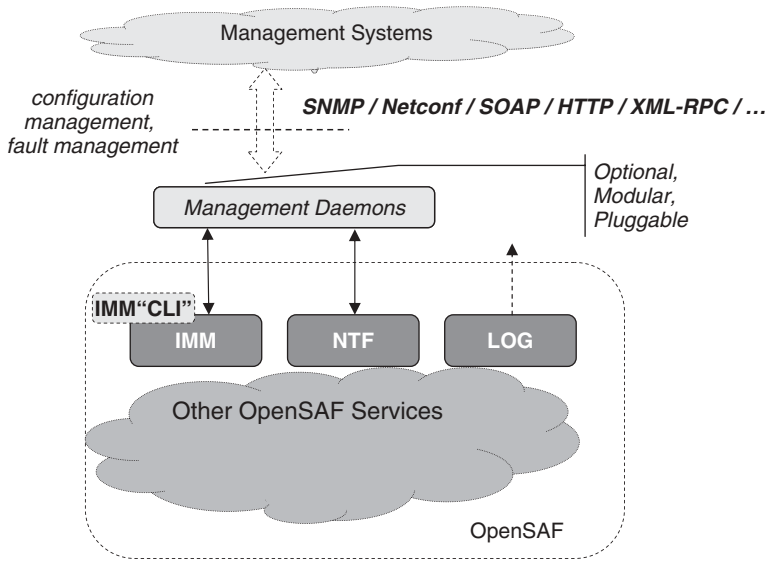 Management Systems
configuration
management,
fault management
SNMP / Netconf / SOAP / HTTP / XML-RPC / ...
Optional,
Modular,
Pluggable
Management Daemons
IMM“CLI”
IMM
NTF
LOG
Other OpenSAF Services
OpenSAF